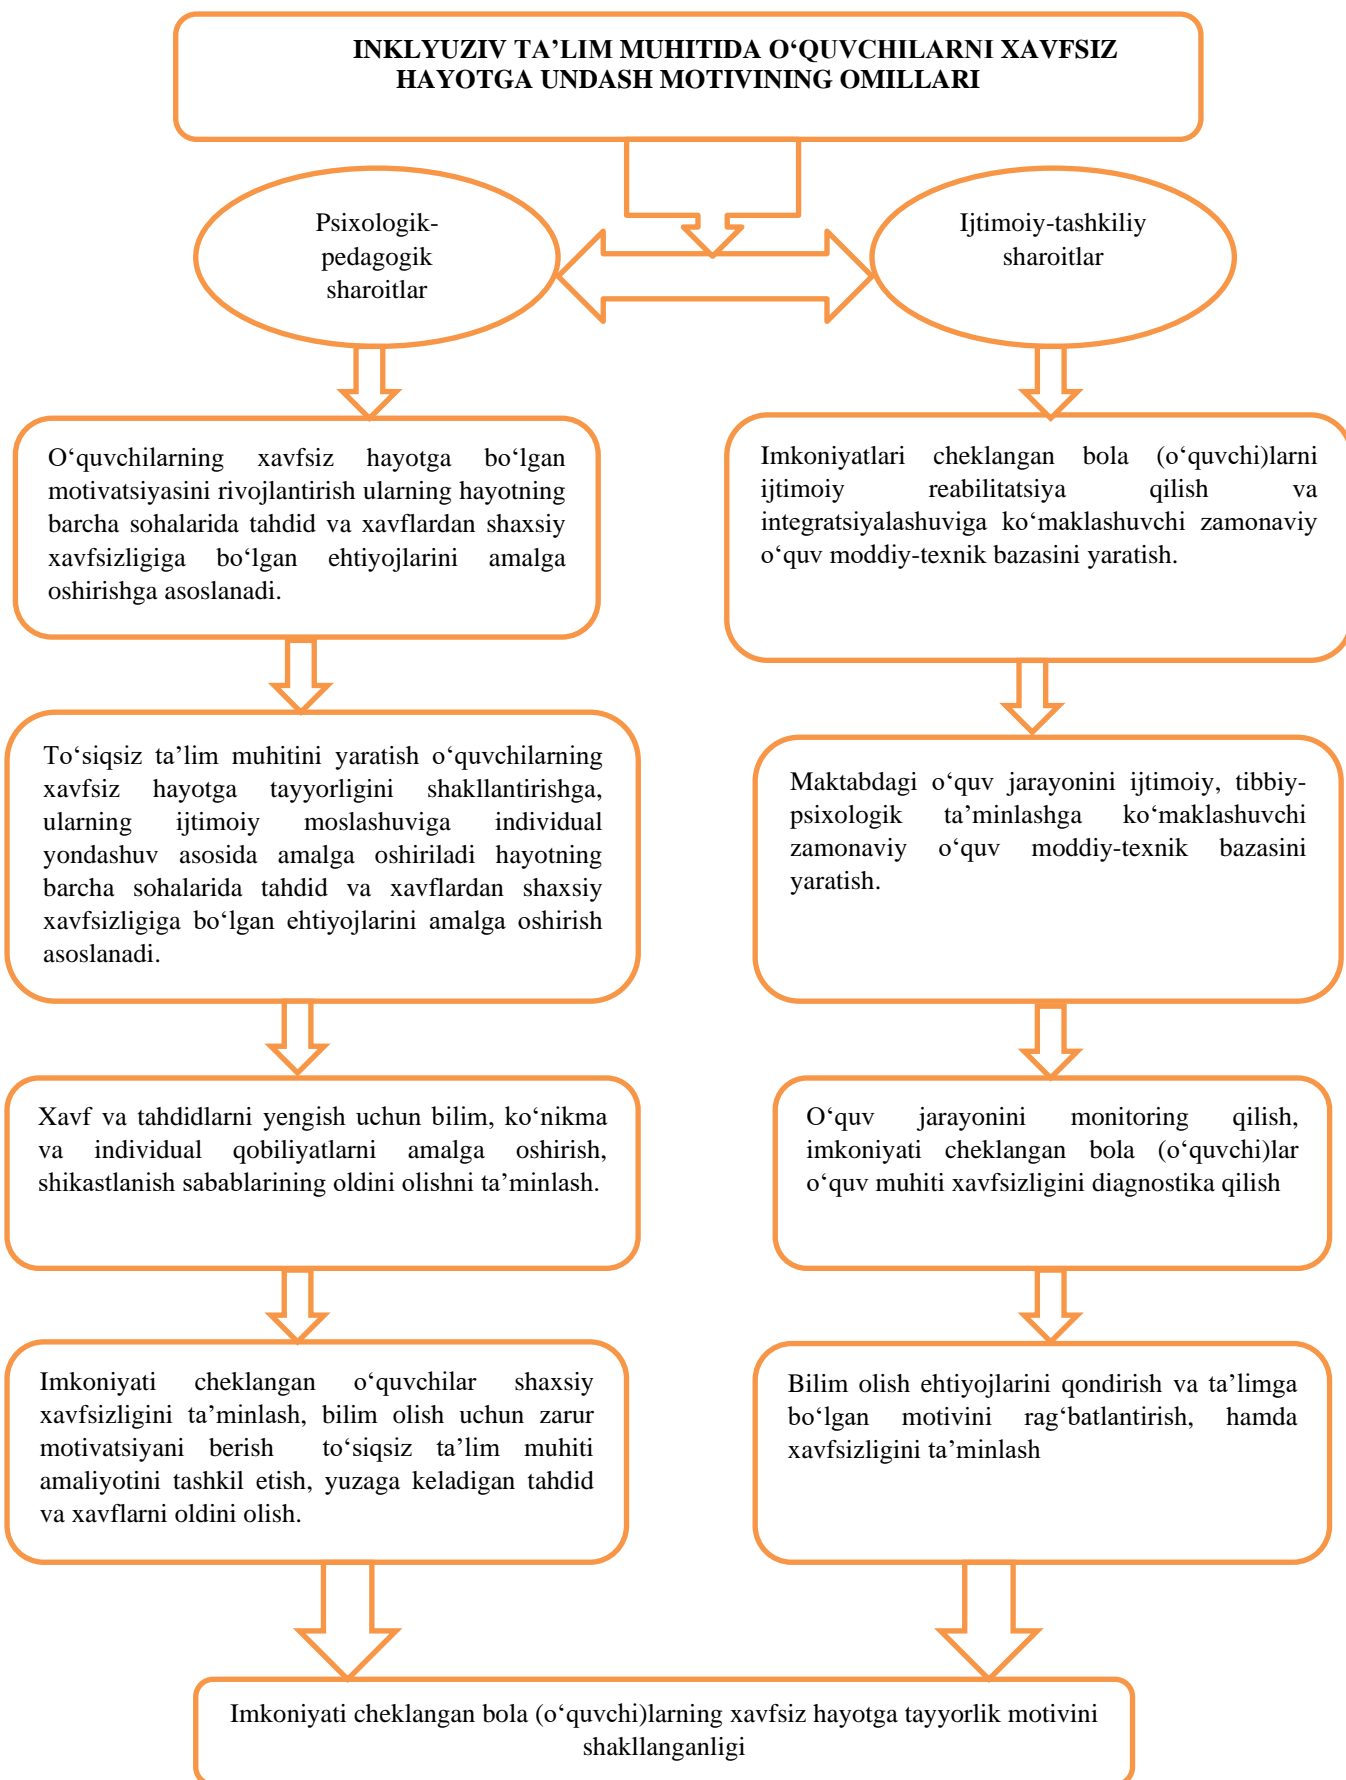 INKLYUZIV TA’LIM MUHITIDA O‘QUVCHILARNI XAVFSIZ
HAYOTGA UNDASH MOTIVINING OMILLARI
Psixologik-
pedagogik
sharoitlar
Ijtimoiy-tashkiliy
sharoitlar
O‘quvchilarning xavfsiz hayotga bo‘lgan
motivatsiyasini rivojlantirish ularning hayotning
barcha sohalarida tahdid va xavflardan shaxsiy
xavfsizligiga bo‘lgan ehtiyojlarini amalga
oshirishga asoslanadi.
Imkoniyatlari cheklangan bola (o‘quvchi)larni
ijtimoiy reabilitatsiya qilish va
integratsiyalashuviga ko‘maklashuvchi zamonaviy
o‘quv moddiy-texnik bazasini yaratish.
To‘siqsiz ta’lim muhitini yaratish o‘quvchilarning
xavfsiz hayotga tayyorligini shakllantirishga,
ularning ijtimoiy moslashuviga individual
yondashuv asosida amalga oshiriladi hayotning
barcha sohalarida tahdid va xavflardan shaxsiy
xavfsizligiga bo‘lgan ehtiyojlarini amalga oshirish
asoslanadi.
Maktabdagi o‘quv jarayonini ijtimoiy, tibbiy-
psixologik ta’minlashga ko‘maklashuvchi
zamonaviy o‘quv moddiy-texnik bazasini
yaratish.
Xavf va tahdidlarni yengish uchun bilim, ko‘nikma
va individual qobiliyatlarni amalga oshirish,
shikastlanish sabablarining oldini olishni ta’minlash.
O‘quv jarayonini monitoring qilish,
imkoniyati cheklangan bola (o‘quvchi)lar
o‘quv muhiti xavfsizligini diagnostika qilish
Imkoniyati cheklangan o‘quvchilar shaxsiy
xavfsizligini ta’minlash, bilim olish uchun zarur
motivatsiyani berish to‘siqsiz ta’lim muhiti
amaliyotini tashkil etish, yuzaga keladigan tahdid
va xavflarni oldini olish.
Bilim olish ehtiyojlarini qondirish va ta’limga
bo‘lgan motivini rag‘batlantirish, hamda
xavfsizligini ta’minlash
Imkoniyati cheklangan bola (o‘quvchi)larning xavfsiz hayotga tayyorlik motivini
shakllanganligi